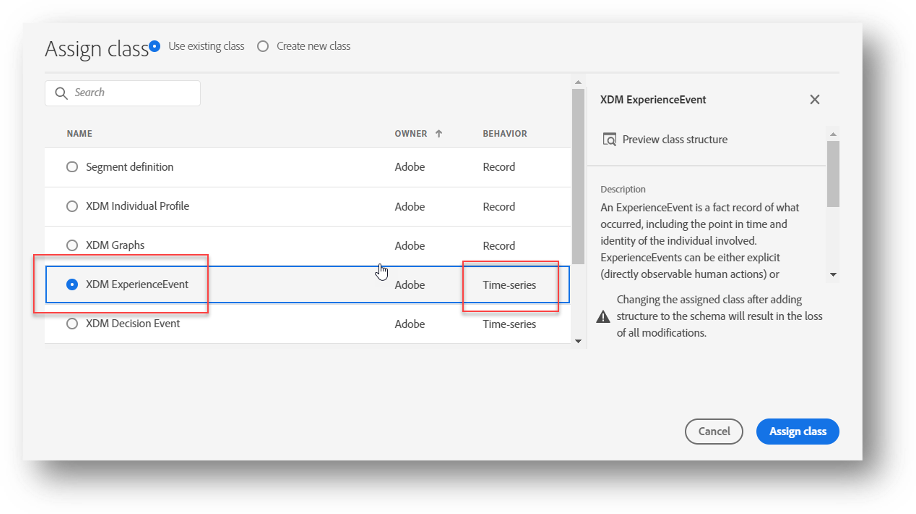 Assign class
Use existing class
Create new class
Search
NAME OWNER BEHAVIOR
Segment definition Adobe Record
XDM Individual Profile Adobe Record
XDM Graphs Adobe Record
XDM ExperienceEvent Adobe Time-series
XDM Decision Event Adobe Time-series
XDM ExperienceEvent
Preview class structure
Description
An ExperienceEvent is a fact record of what
occurred, including the point in time and
identity of the individual involved.
ExperienceEvents can be either explicit
(directly observable human actions) or
Changing the assigned class after adding
structure to the schema will result in the loss
of all modifications.
Cancel
Assign class